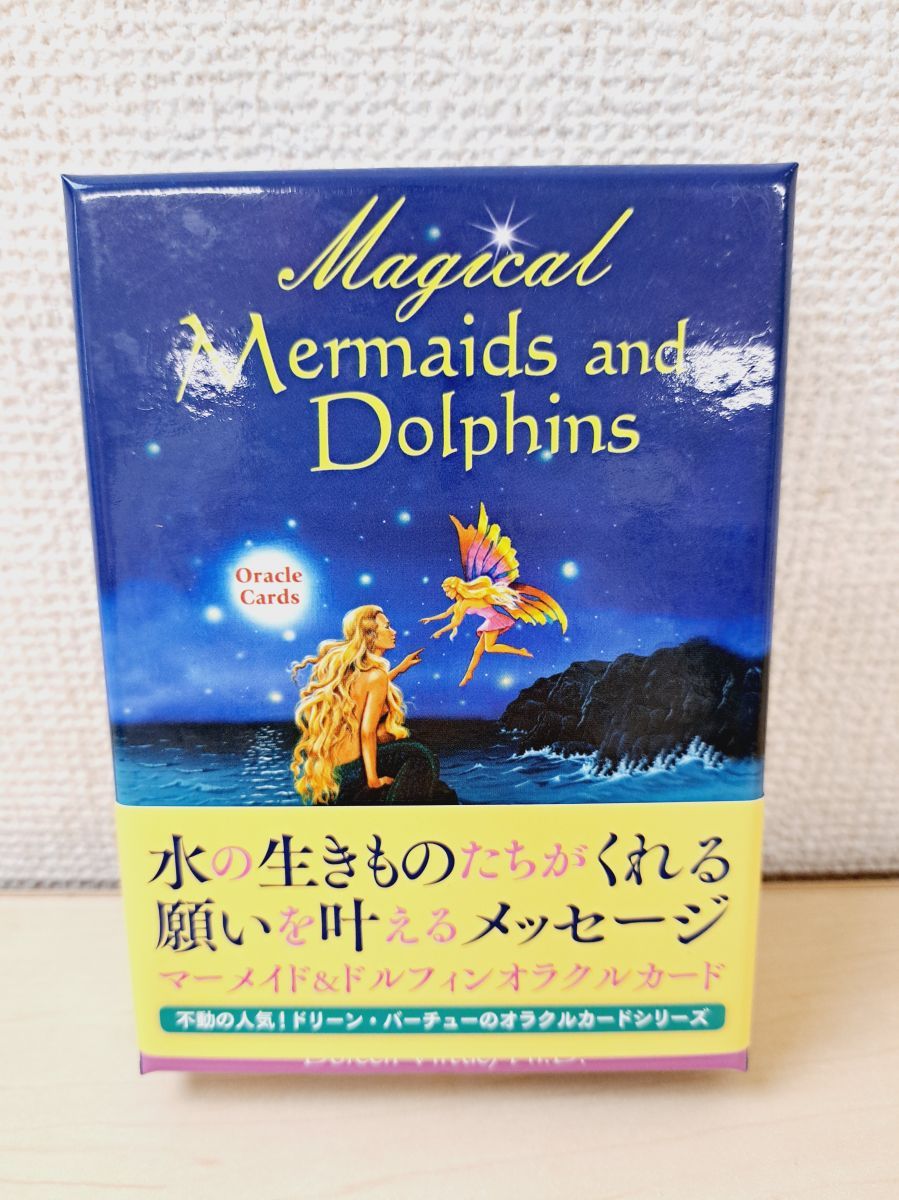 Magical
Mermaids and
Dolphins
Oracle
Cards
水の生きものたちがくれる
願いを叶えるメッセージ
マーメイド&ドルフィンオラクルカード
不動の人気!ドリーン・バーチューのオラクルカードシリーズ